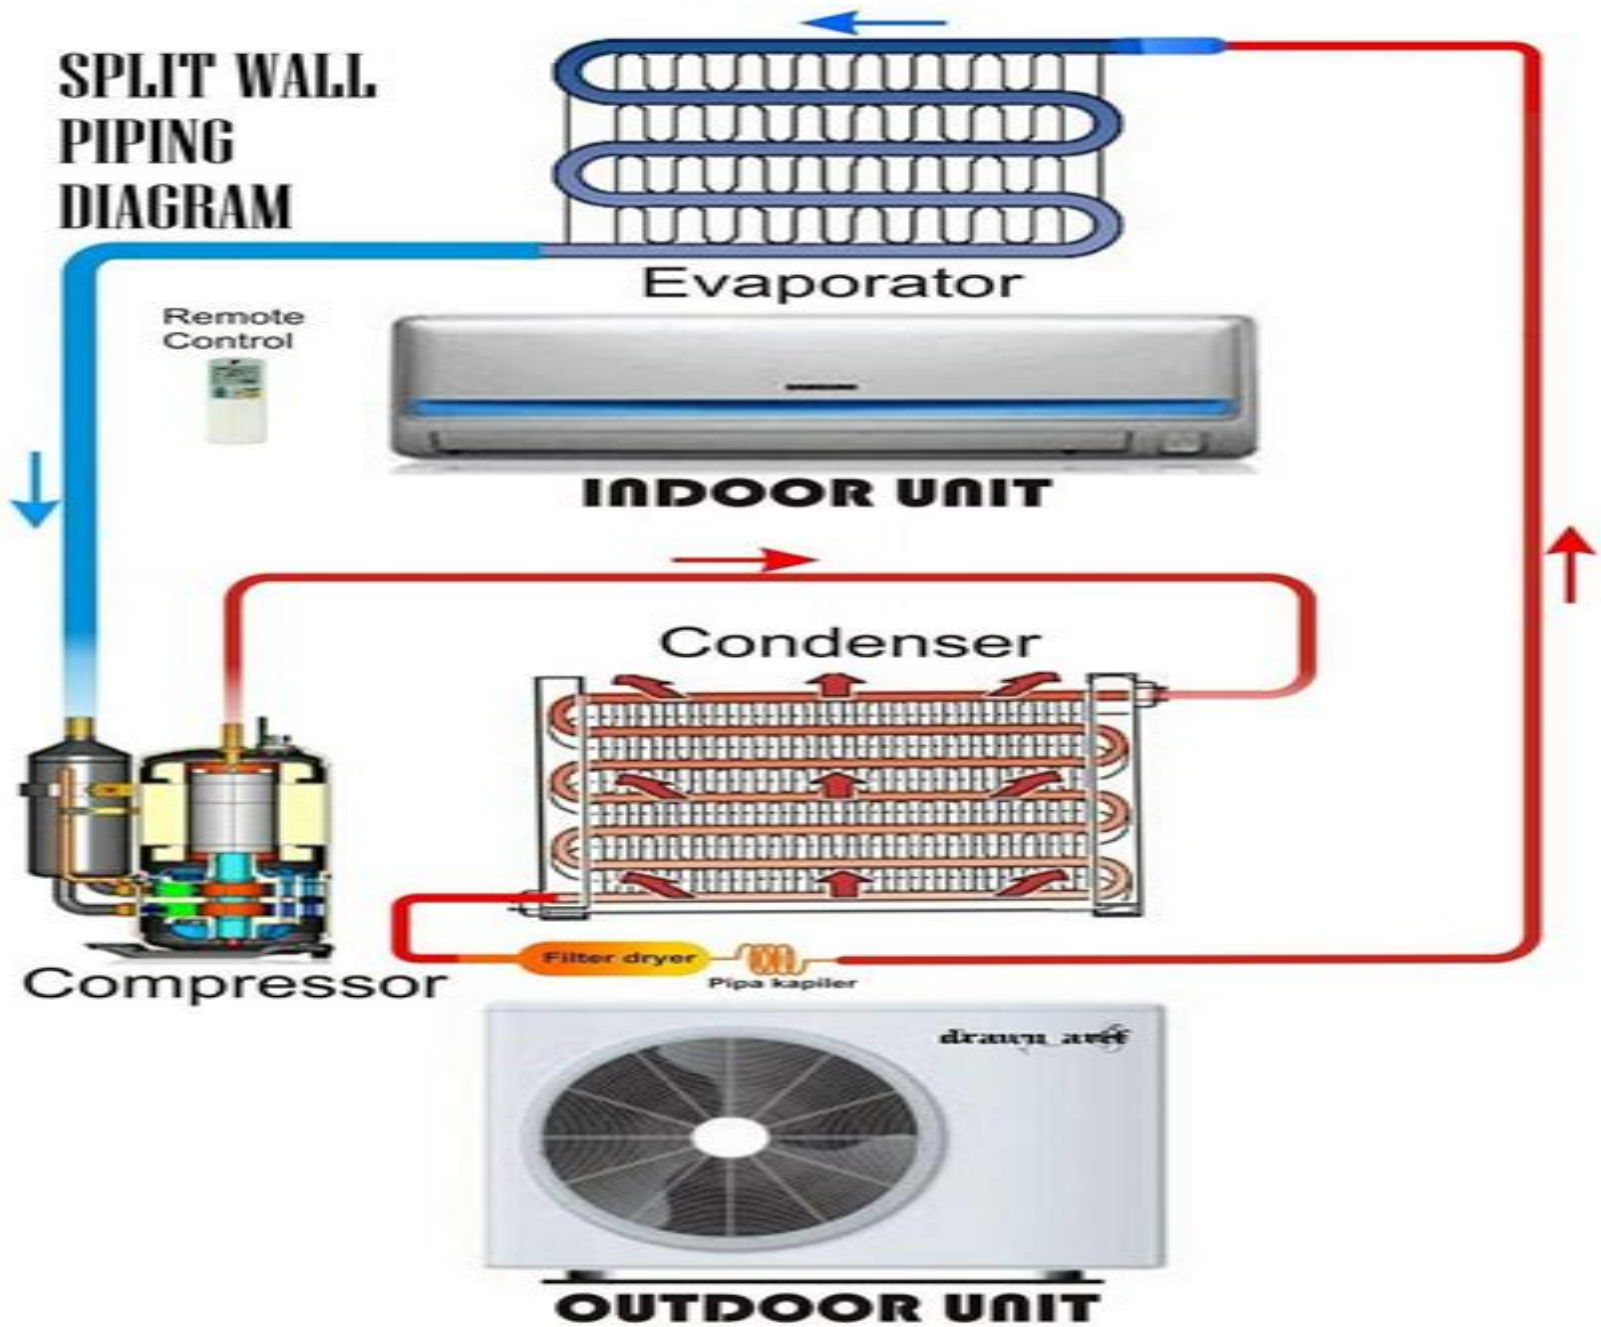 SPLIT WALL
PIPING
DIAGRAM
Evaporator
Remote
Control
INDOOR UNIT
Condenser
Filter dryer
Pipa kapiler
Compressor
OUTDOOR UNIT